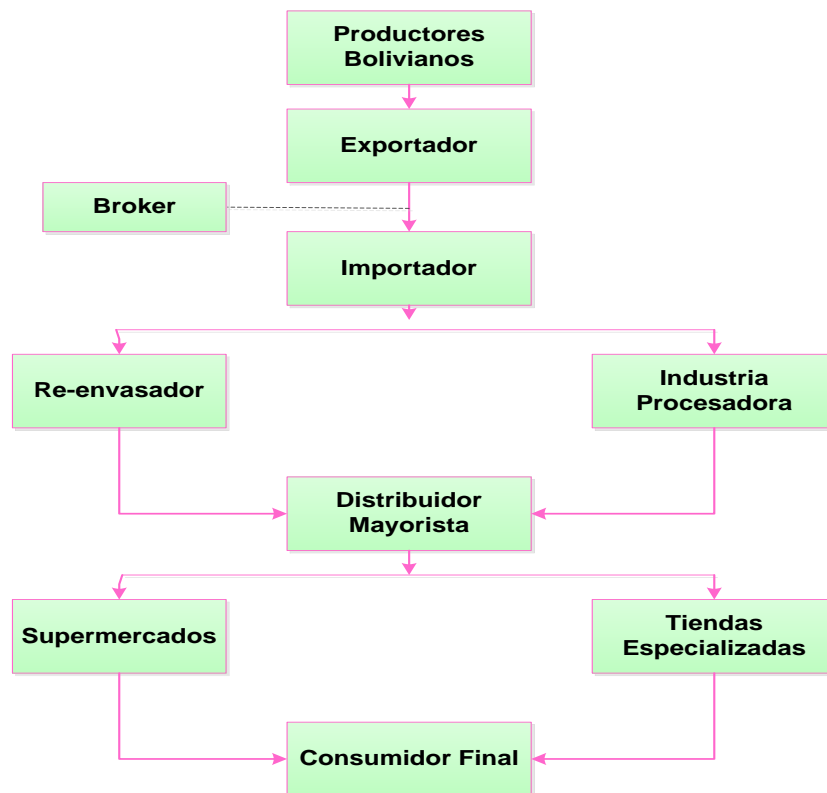 Productores
Bolivianos
Exportador
Broker
Importador
Re-envasador
Industria
Procesadora
Distribuidor
Mayorista
Supermercados
Tiendas
Especializadas
Consumidor Final